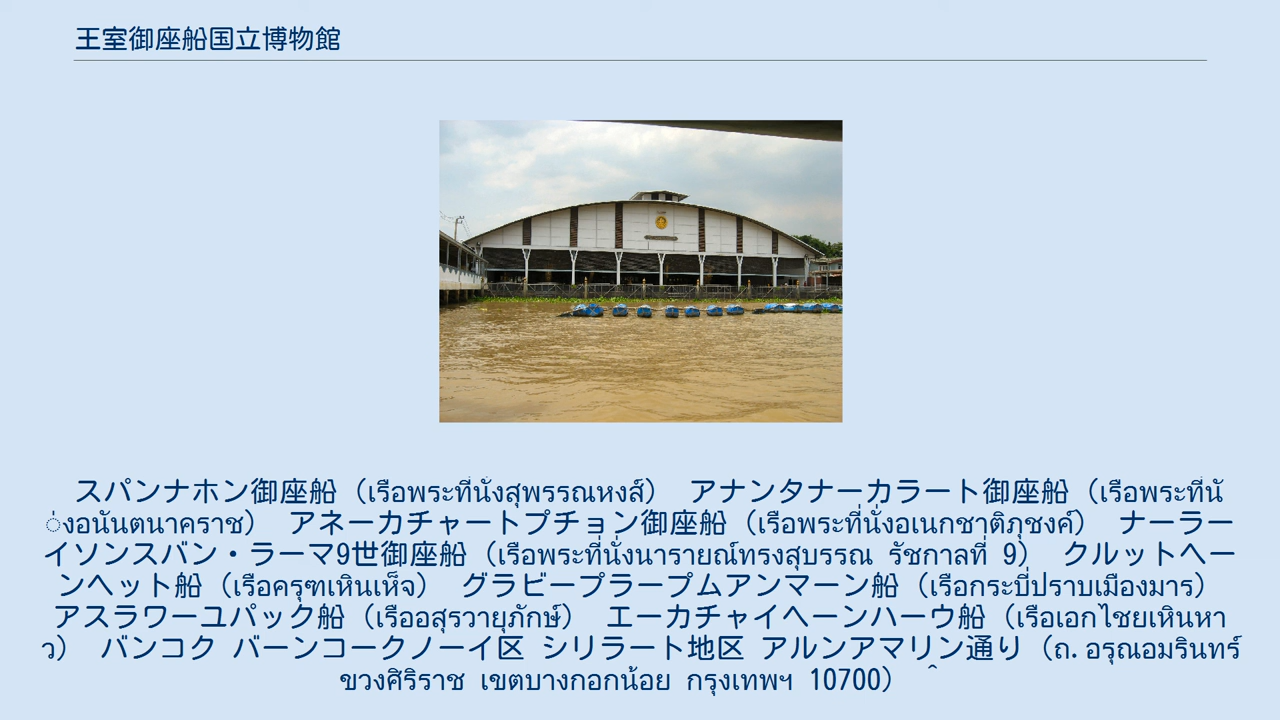 王室御座船国立博物館
スパンナホン御座船（เรือพระที่นั่งสุพรรณหงส์） アナンタナーカラート御座船（เรือพระที่นั
่งอนันตนาคราช） アネーカチャートプチョン御座船（เรือพระที่นั่งอเนกชาติภุชงค์） ナーラー
イソンスバン・ラーマ9世御座船（เรือพระที่นั่งนารายณ์ทรงสุบรรณ รัชกาลที่ 9） クルットヘー
ンヘット船（เรือครุฑเหินเห็จ） グラビープラープムアンマーン船（เรือกระบี่ปราบเมืองมาร）
アスラワーユパック船（เรืออสุรวายุภักษ์） エーカチャイヘーンハーウ船（เรือเอกไชยเหินหา
ว） バンコク バーンコークノーイ区 シリラート地区 アルンアマリン通り（ถ.อรุณอมรินทร์
ขวงศิริราช เขตบางกอกน้อย กรุงเทพฯ 10700） ^